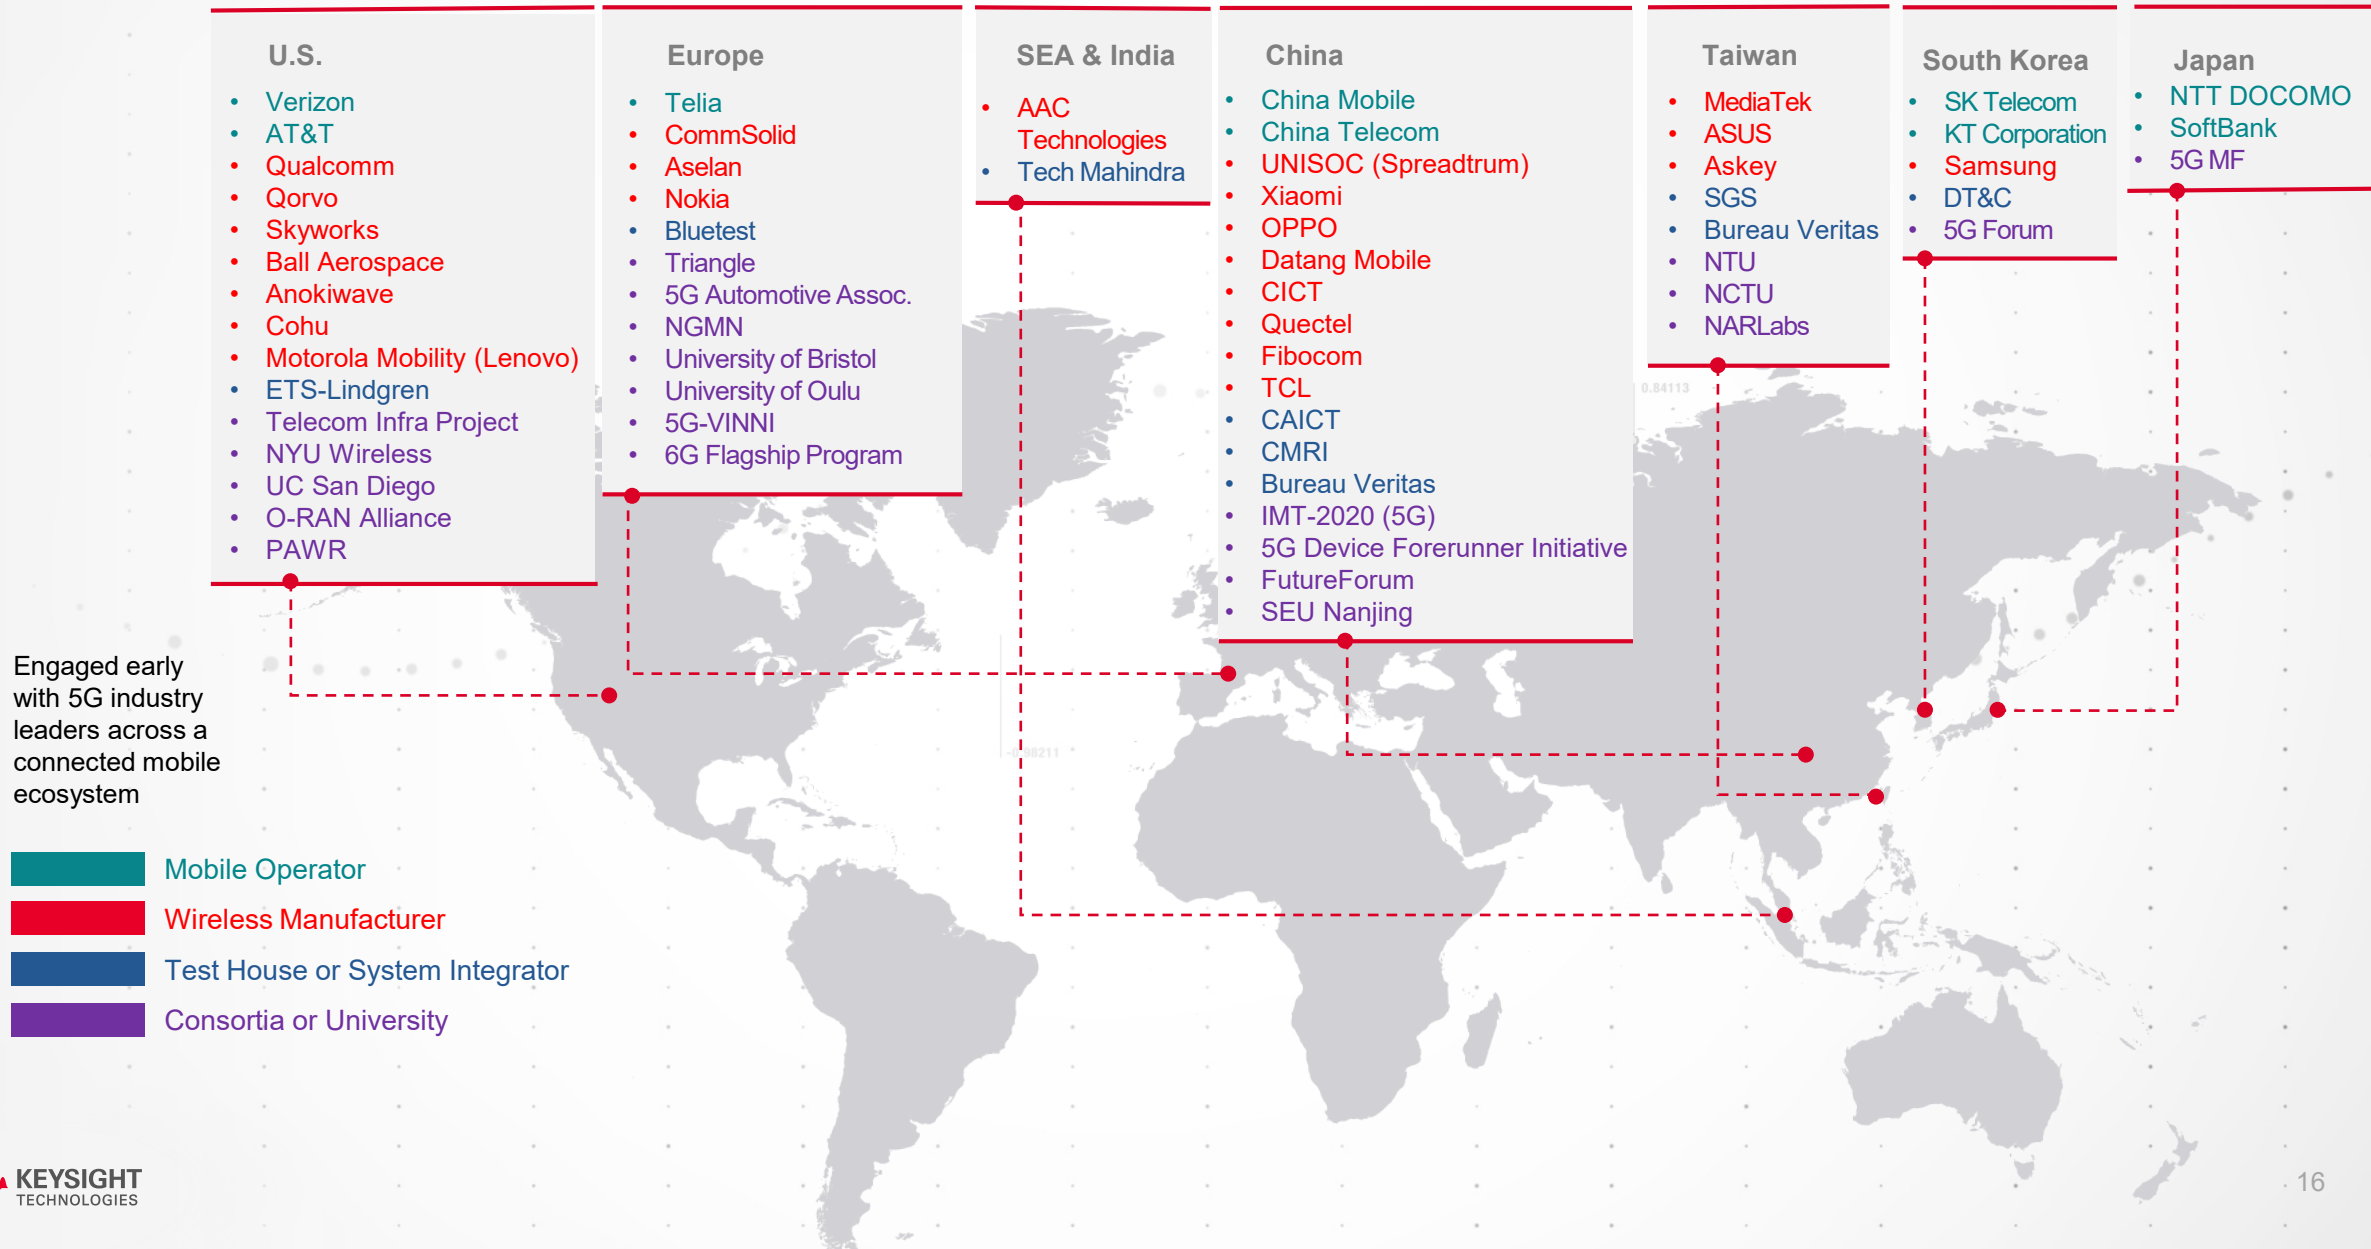 U.S.
• Verizon
• AT&T
• Qualcomm
• Qorvo
• Skyworks
• Ball Aerospace
• Anokiwave
• Cohu
• Motorola Mobility (Lenovo)
• ETS-Lindgren
• Telecom Infra Project
• NYU Wireless
• UC San Diego
• O-RAN Alliance
• PAWR
Europe
• Telia
• CommSolid
• Aselan
• Nokia
• Bluetest
• Triangle
• 5G Automotive Assoc.
• NGMN
• University of Bristol
• University of Oulu
• 5G-VINNI
• 6G Flagship Program
SEA & India
• AAC
Technologies
• Tech Mahindra
China
• China Mobile
• China Telecom
• UNISOC (Spreadtrum)
• Xiaomi
• OPPO
• Datang Mobile
• CICT
• Quectel
• Fibocom
• TCL
• CAICT
• CMRI
• Bureau Veritas
• IMT-2020 (5G)
• 5G Device Forerunner Initiative
• FutureForum
• SEU Nanjing
Taiwan
• MediaTek
• ASUS
• Askey
• SGS
• Bureau Veritas
• NTU
• NCTU
• NARLabs
South Korea
• SK Telecom
• KT Corporation
• Samsung
• DT&C
• 5G Forum
Japan
• NTT DOCOMO
• SoftBank
• 5G MF
0.84113
-0.98211
Engaged early
with 5G industry
leaders across a
connected mobile
ecosystem
Mobile Operator
Wireless Manufacturer
Test House or System Integrator
Consortia or University
KEYSIGHT
TECHNOLOGIES
16